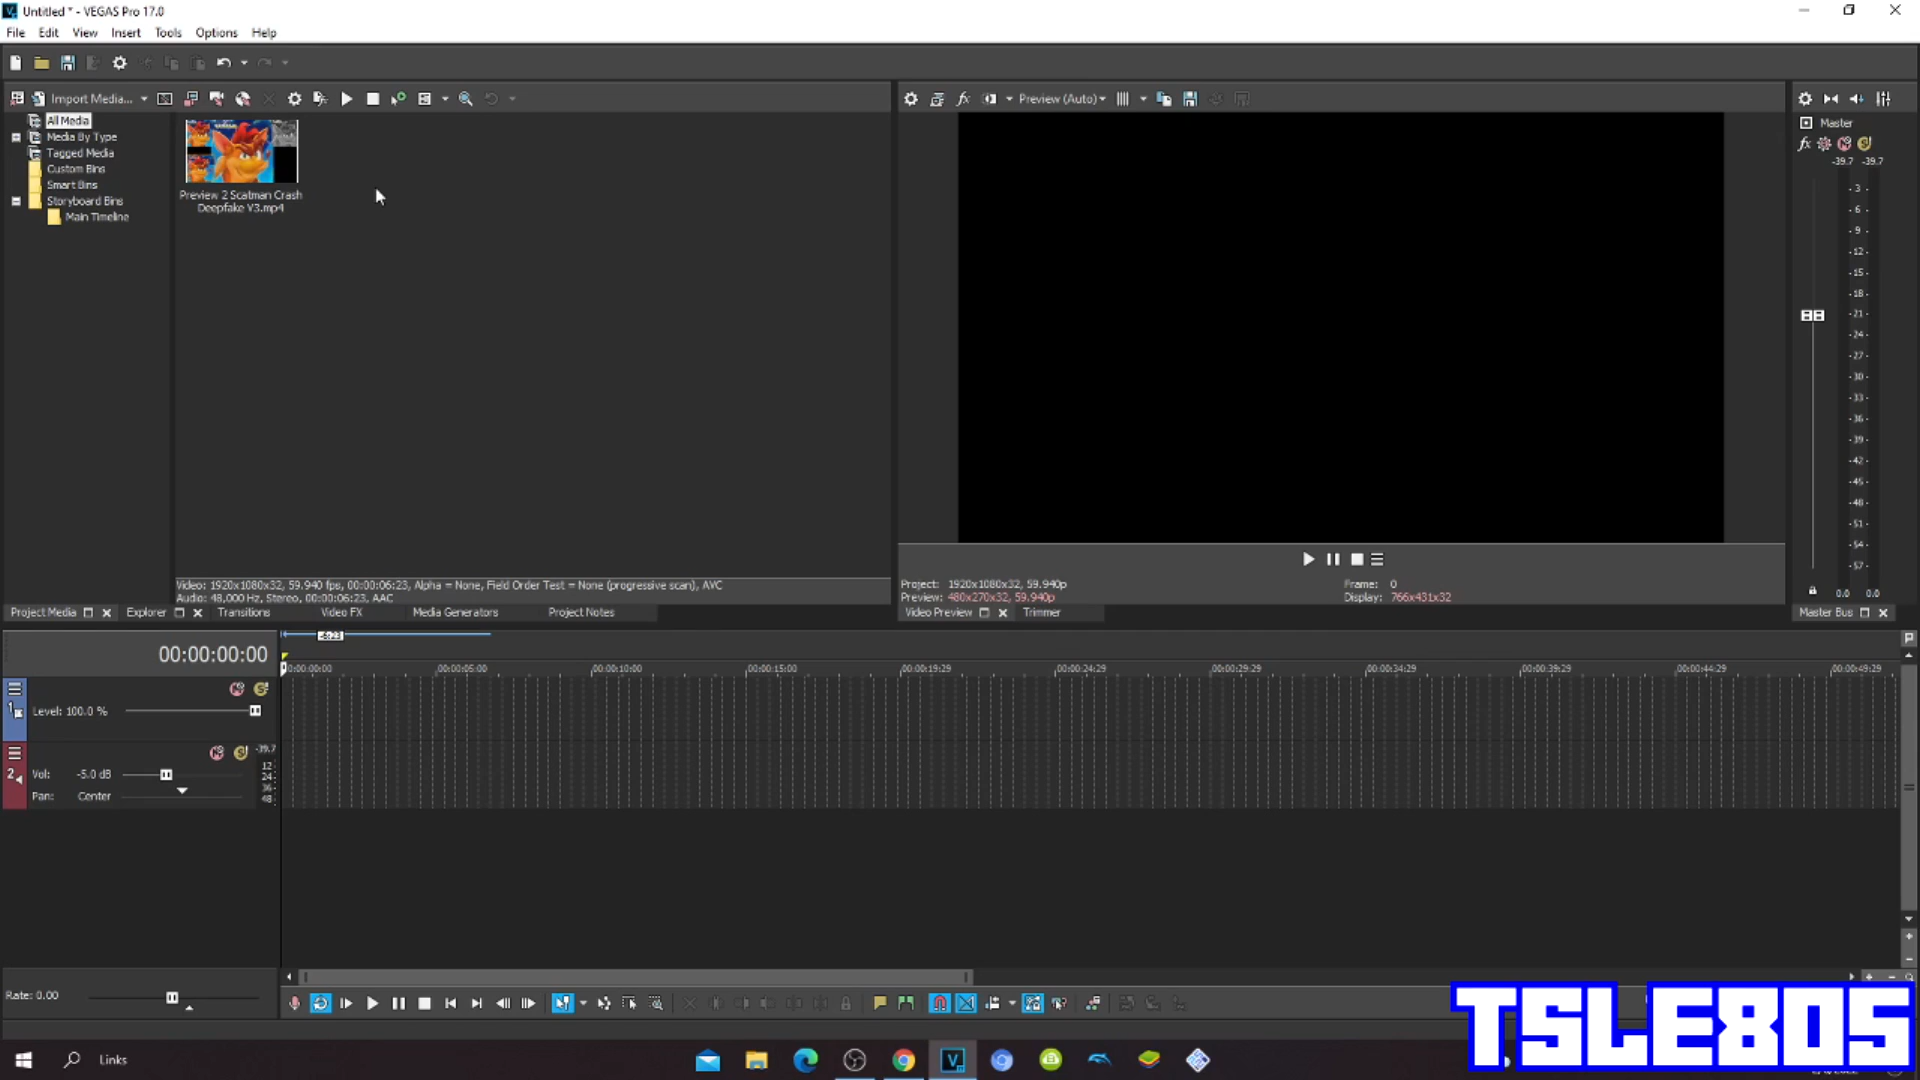 Untitled * - VEGAS Pro 17.0
File Edit View Insert Tools Options Help
Import Media...
Preview (Auto)
All Media
Media By Type
Tagged Media
Custom Bins
Smart Bins
Storyboard Bins
Main Timeline
Preview 2 Scatman Crash
Deepfake V3.mp4
Master
-39.7 -39.7
- 3 -
- 6 -
- 9 -
- 12 -
- 15 -
- 18 -
- 21 -
- 24 -
- 27 -
- 30 -
- 33 -
- 36 -
- 39 -
- 42 -
- 45 -
- 48 -
- 51 -
- 54 -
- 57 -
0.0 0.0
Video: 1920x1080x32, 59.940 fps, 00:00:06:23, Alpha = None, Field Order Test = None (progressive scan), AVC
Audio: 48,000 Hz, Stereo, 00:00:06:23, AAC
Project: 1920x1080x32, 59.940p
Preview: 480x270x32, 59.940p
Frame: 0
Display: 766x431x32
Project Media Explorer Transitions Video FX Media Generators Project Notes
Video Preview Trimmer
Master Bus
-6:23
00:00:00:00
00:00:00:00 00:00:05:00 00:00:10:00 00:00:15:00 00:00:19:29 00:00:24:29 00:00:29:29 00:00:34:29 00:00:39:29 00:00:44:29 00:00:49:29
1
Level: 100.0 %
2
Vol: -5.0 dB
Pan: Center
-39.7
12
24
36
48
Rate: 0.00
TSLE805
Links